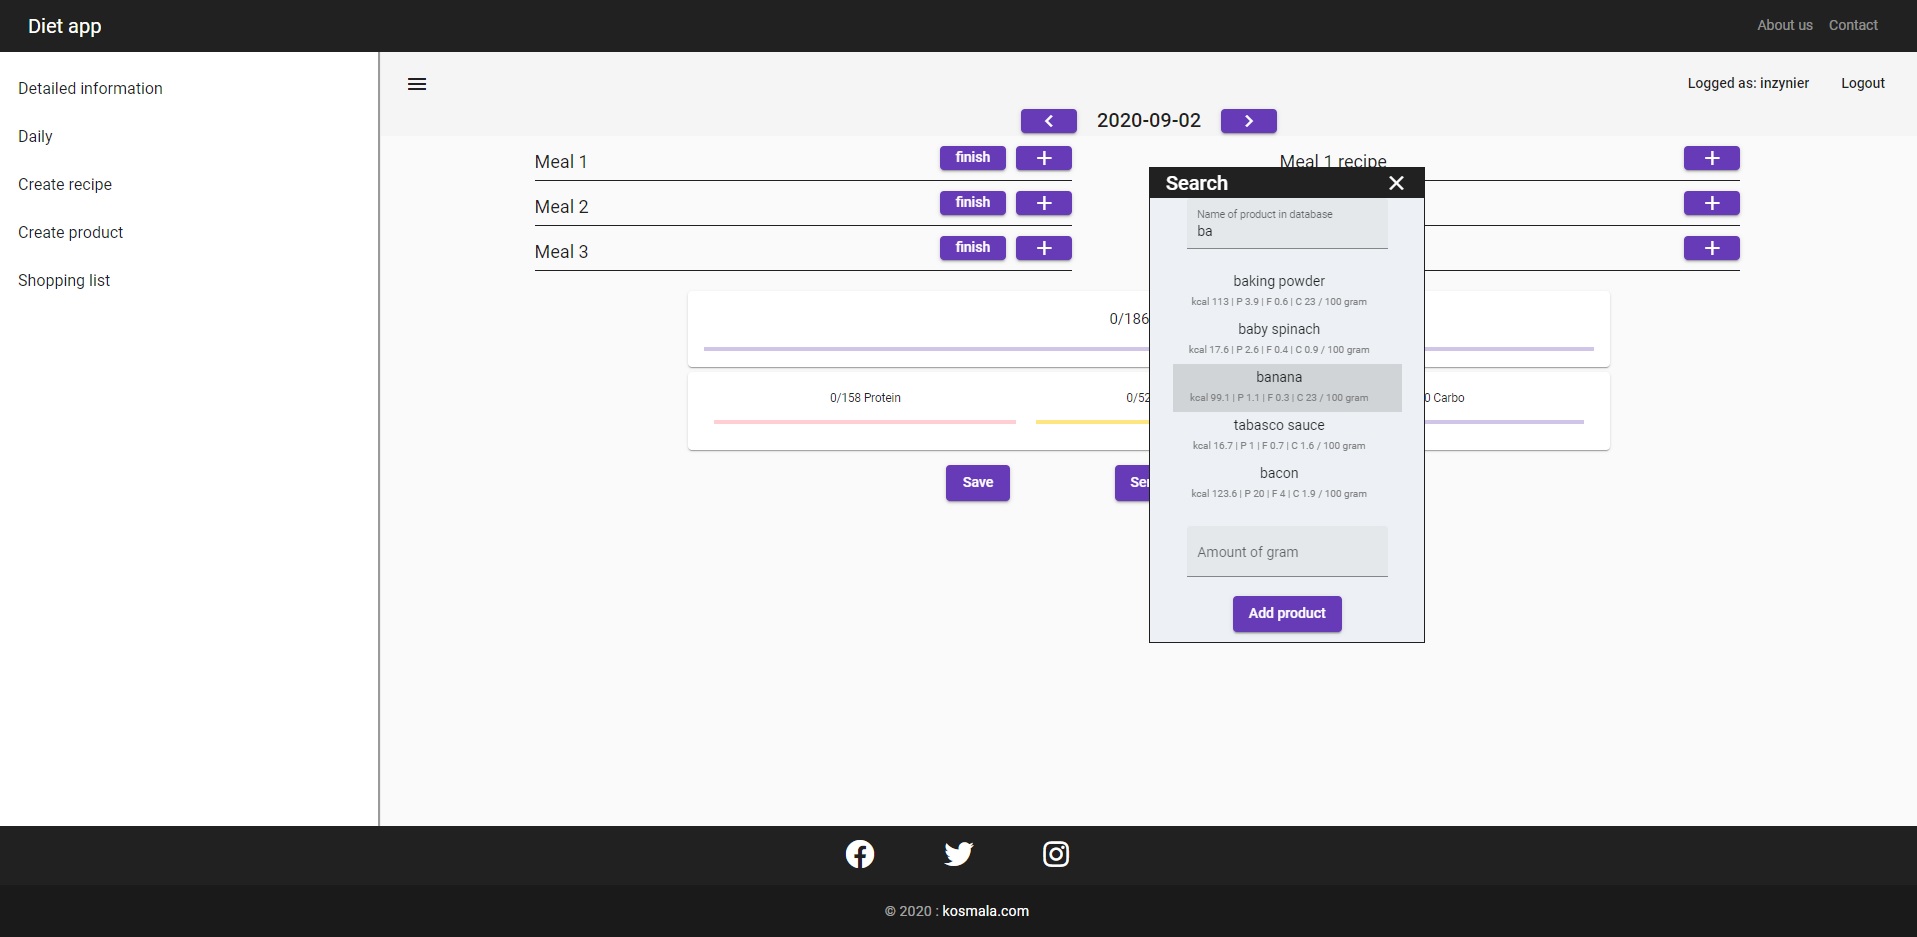 Diet app
About us
Contact
Detailed information
Daily
Create recipe
Create product
Shopping list
Logged as: inzynier
Logout
2020-09-02
Meal 1
finish
Meal 2
finish
Meal 3
finish
Meal 1 recipe
0/186
0/158 Protein
0/52
0 Carbo
Save
Search
Name of product in database
ba
baking powder
kcal 113 | P 3.9 | F 0.6 | C 23 / 100 gram
baby spinach
kcal 17.6 | P 2.6 | F 0.4 | C 0.9 / 100 gram
banana
kcal 99.1 | P 1.1 | F 0.3 | C 23 / 100 gram
tabasco sauce
kcal 16.7 | P 1 | F 0.7 | C 1.6 / 100 gram
bacon
kcal 123.6 | P 20 | F 4 | C 1.9 / 100 gram
Amount of gram
Add product
© 2020 : kosmala.com